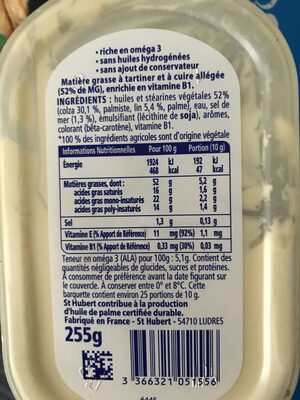 • riche en oméga 3
• sans huiles hydrogénées
• sans ajout de conservateur
Matière grasse à tartiner et à cuire allégée
(52% de MG), enrichie en vitamine B1.
INGRÉDIENTS : huiles et stéarines végétales 52%
(colza 30,1 %, palmiste, lin 5,4 %, palme), eau, sel de
mer (1,3 %), émulsifiant (lécithine de soja), arômes,
colorant (bêta-carotène), vitamine B1.
*100 % des ingrédients agricoles sont d'origine végétale
Informations Nutritionnelles Pour 100 g Portion (10 g)
Énergie 1924 kJ 192 kJ
468 kcal 47 kcal
Matières grasses, dont : 52 g 5,2 g
acides gras saturés 16 g 1,6 g
acides gras mono-insaturés 22 g 2,2 g
acides gras poly-insaturés 14 g 1,4 g
Sel 1,3 g 0,13 g
Vitamine E (% Apport de Référence) 11 mg (92%) 1,1 mg
Vitamine B1 (% Apport de Référence) 0,33 mg (30%) 0,03 mg
Teneur en oméga 3 (ALA) pour 100g : 5,1g. Contient des
quantités négligeables de glucides, sucres et protéines.
À consommer de préférence avant la date figurant sur
le couvercle. À conserver entre 0° et 8°C. Cette
barquette contient environ 25 portions de 10 g.
St Hubert contribue à la production
d'huile de palme certifiée durable.
Fabriqué en France - St Hubert - 54710 LUDRES
255g
3 366321 051556